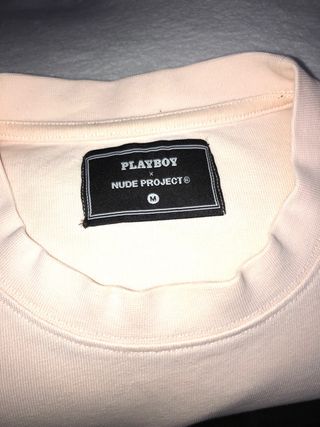 PLAYBOY
×
NUDE PROJECT®
M